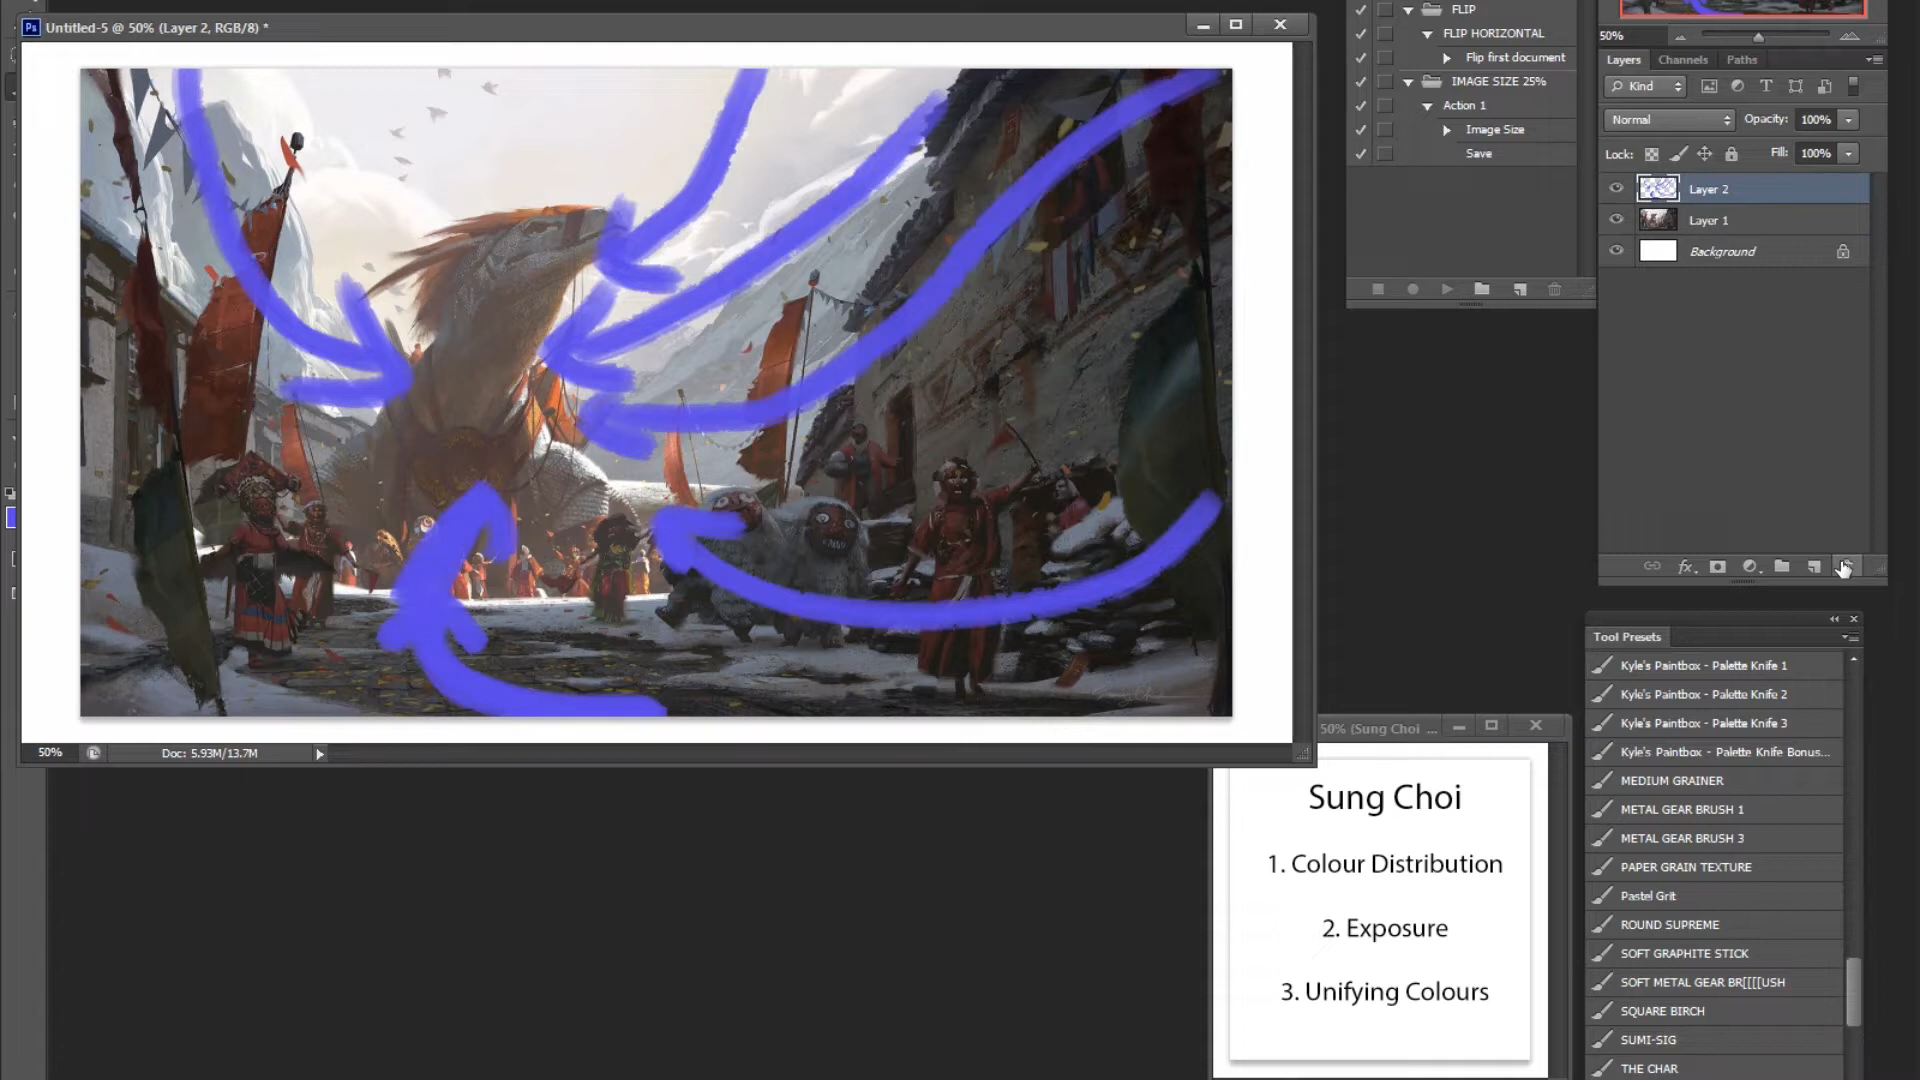 Untitled-5 @ 50% (Layer 2, RGB/8) *
50%
Doc: 5.93M/13.7M
FLIP
FLIP HORIZONTAL
Flip first document
IMAGE SIZE 25%
Action 1
Image Size
Save
50%
Layers
Channels
Paths
Kind
Normal
Opacity: 100%
Lock:
Fill: 100%
Layer 2
Layer 1
Background
fx
Tool Presets
Kyle's Paintbox - Palette Knife 1
Kyle's Paintbox - Palette Knife 2
Kyle's Paintbox - Palette Knife 3
Kyle's Paintbox - Palette Knife Bonus...
MEDIUM GRAINER
METAL GEAR BRUSH 1
METAL GEAR BRUSH 3
PAPER GRAIN TEXTURE
Pastel Grit
ROUND SUPREME
SOFT GRAPHITE STICK
SOFT METAL GEAR BR[[[[USH
SQUARE BIRCH
SUMI-SIG
THE CHAR
50% (Sung Choi ...
Sung Choi
1. Colour Distribution
2. Exposure
3. Unifying Colours